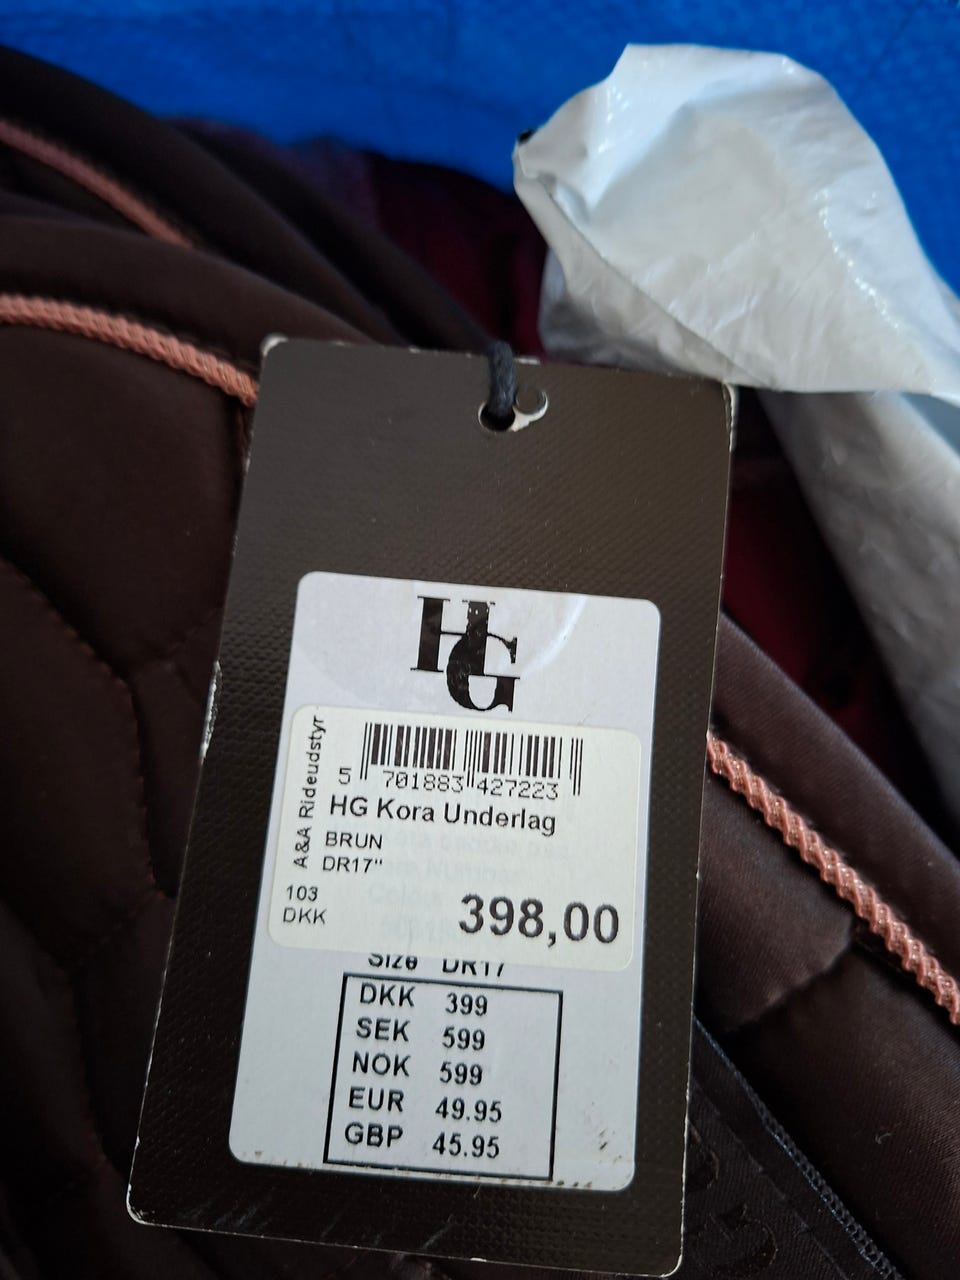 HG
A&A Rideudstyr
5 701883 427223
HG Kora Underlag
BRUN
DR17"
103
DKK 398,00
Size DR17
DKK 399
SEK 599
NOK 599
EUR 49.95
GBP 45.95